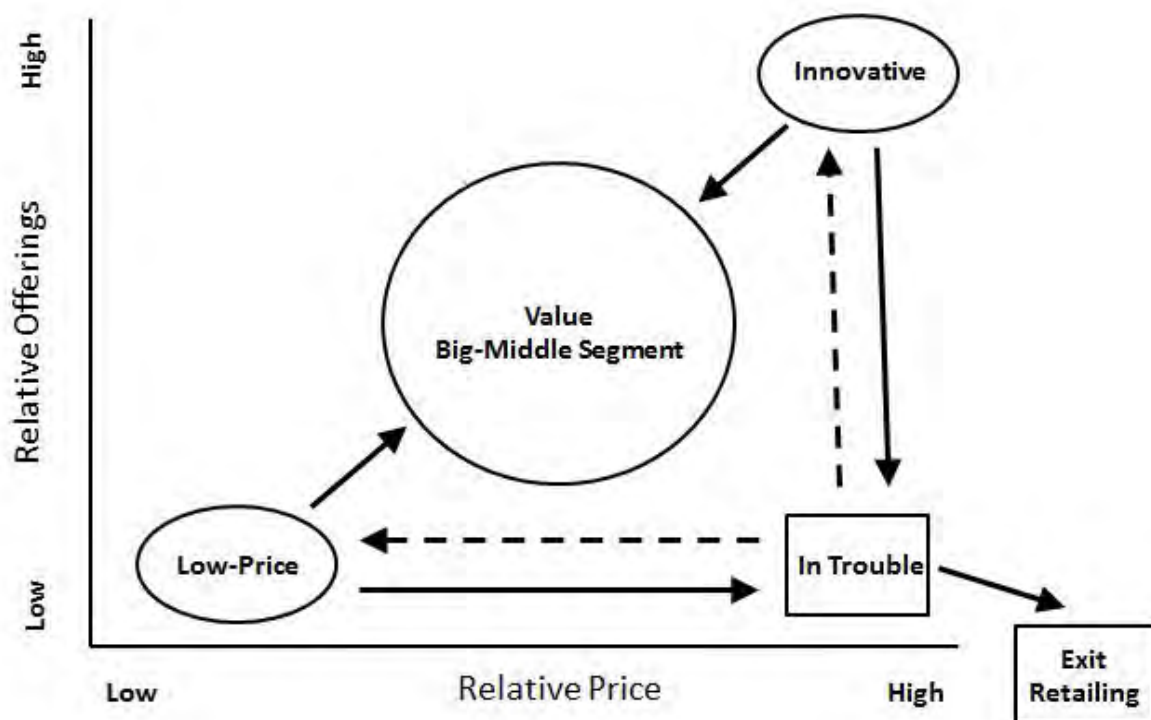 High
Innovative
Relative Offerings
Value
Big-Middle Segment
Low-Price
In Trouble
Low
Exit
Retailing
Low
Relative Price
High